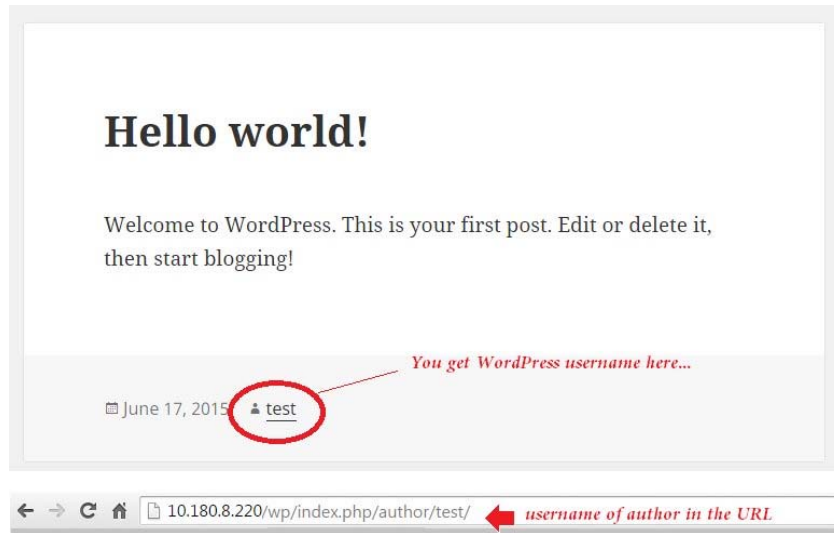 Hello world!
Welcome to WordPress. This is your first post. Edit or delete it,
then start blogging!
You get WordPress username here...
June 17, 2015 test
10.180.8.220/wp/index.php/author/test/ username of author in the URL